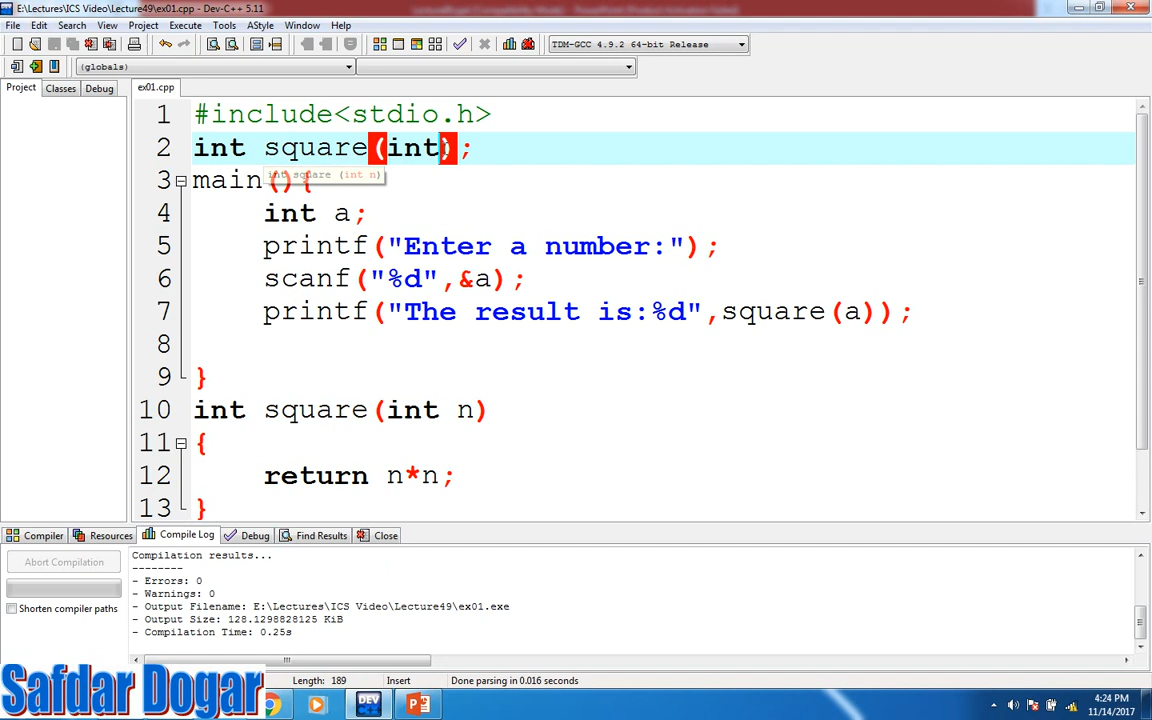 E:\Lectures\ICS Video\Lecture49\ex01.cpp - Dev-C++ 5.11
File Edit Search View Project Execute Tools AStyle Window Help
TDM-GCC 4.9.2 64-bit Release
(globals)
Project Classes Debug
ex01.cpp
1 #include<stdio.h>
2 int square(int);
int square (int n)
3 main(){
4 int a;
5 printf("Enter a number:");
6 scanf("%d",&a);
7 printf("The result is:%d",square(a));
8
9 }
10 int square(int n)
11 {
12 return n*n;
13 }
Compiler Resources Compile Log Debug Find Results Close
Abort Compilation
Shorten compiler paths
Compilation results...
--------
- Errors: 0
- Warnings: 0
- Output Filename: E:\Lectures\ICS Video\Lecture49\ex01.exe
- Output Size: 128.1298828125 KiB
- Compilation Time: 0.25s
Length: 189 Insert Done parsing in 0.016 seconds
Safdar Dogar
DEV
4:24 PM
11/14/2017